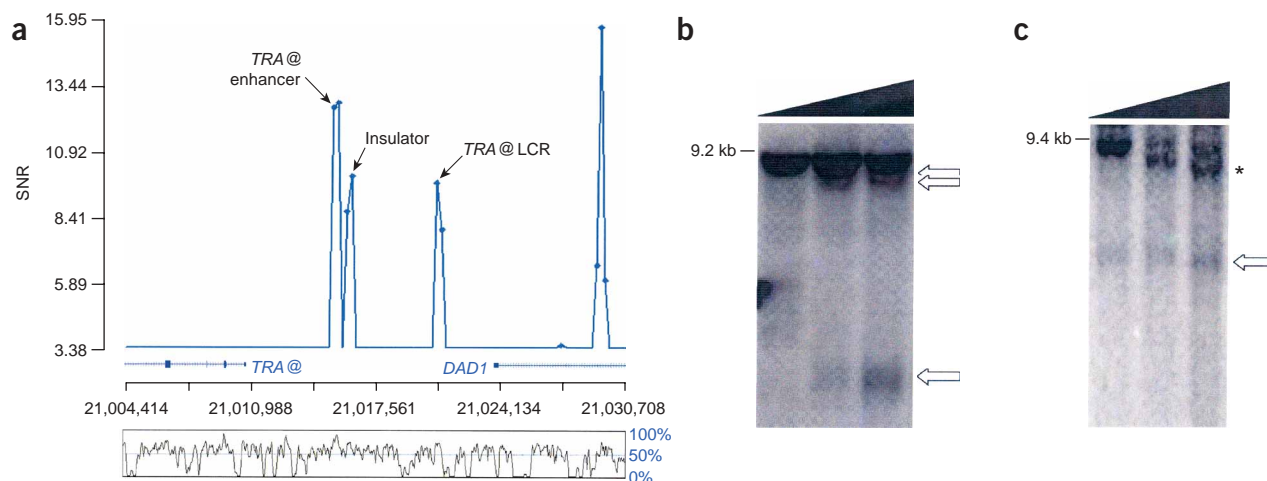 a
b
c
SNR
15.95
13.44
10.92
8.41
5.89
3.38
TRA@
enhancer
Insulator
TRA@ LCR
TRA@
DAD1
21,004,414
21,010,988
21,017,561
21,024,134
21,030,708
100%
50%
0%
9.2 kb
9.4 kb
*